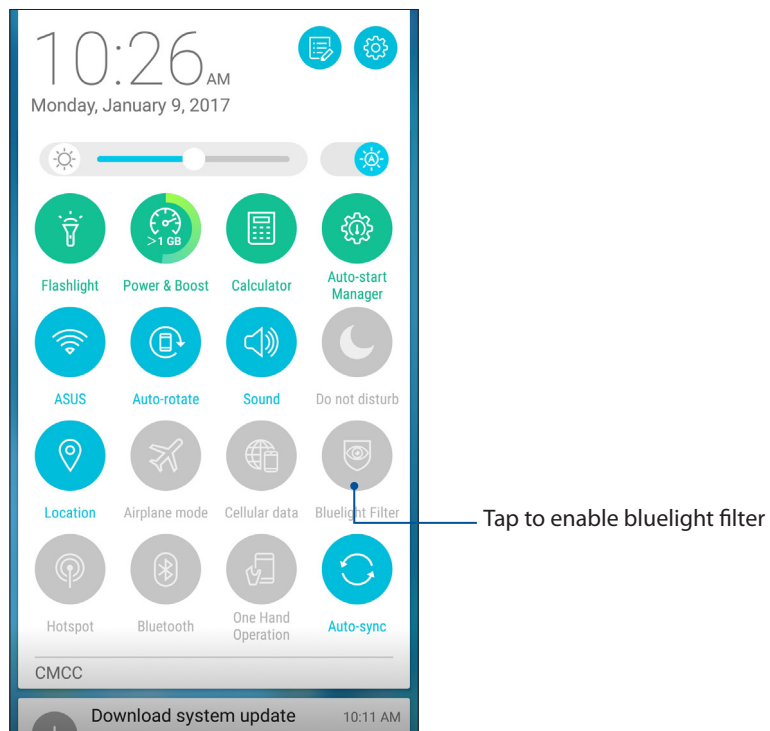 10:26 AM
Monday, January 9, 2017
A
>1 GB
Flashlight
Power & Boost
Calculator
Auto-start
Manager
ASUS
Auto-rotate
Sound
Do not disturb
Location
Airplane mode
Cellular data
Bluelight Filter
Tap to enable bluelight filter
Hotspot
Bluetooth
One Hand
Operation
Auto-sync
CMCC
Download system update 10:11 AM